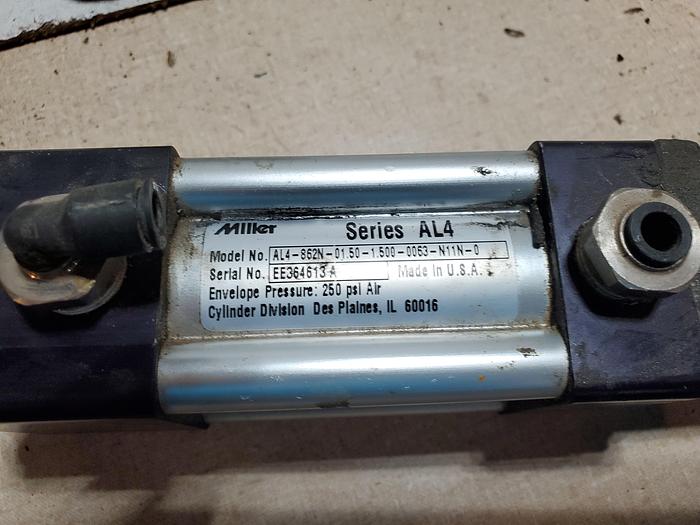 Miller Series AL4
Model No. AL4-S62N-01.50-1.500-0063-N11N-0
Serial No. EE364613 A Made in U.S.A.
Envelope Pressure: 250 psi Air
Cylinder Division Des Plaines, IL 60016